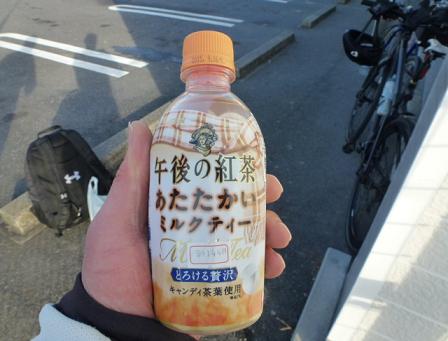 午後の紅茶
あたたかい
ミルクティー
Tea
とろける贅沢
キャンディ茶葉使用